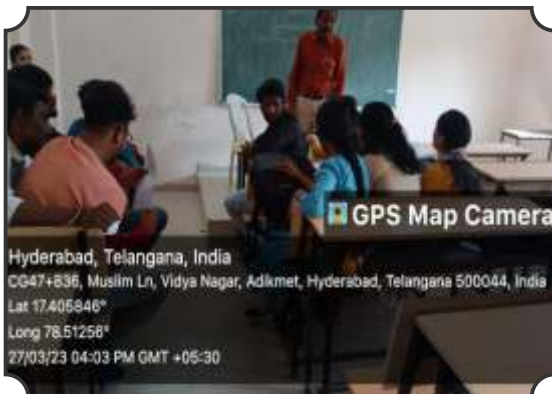 GPS Map Camera
Hyderabad, Telangana, India
CG47+836, Muslim Ln, Vidya Nagar, Adikmet, Hyderabad, Telangana 500044, India
Lat 17.405846°
Long 78.51256°
27/03/23 04:03 PM GMT +05:30